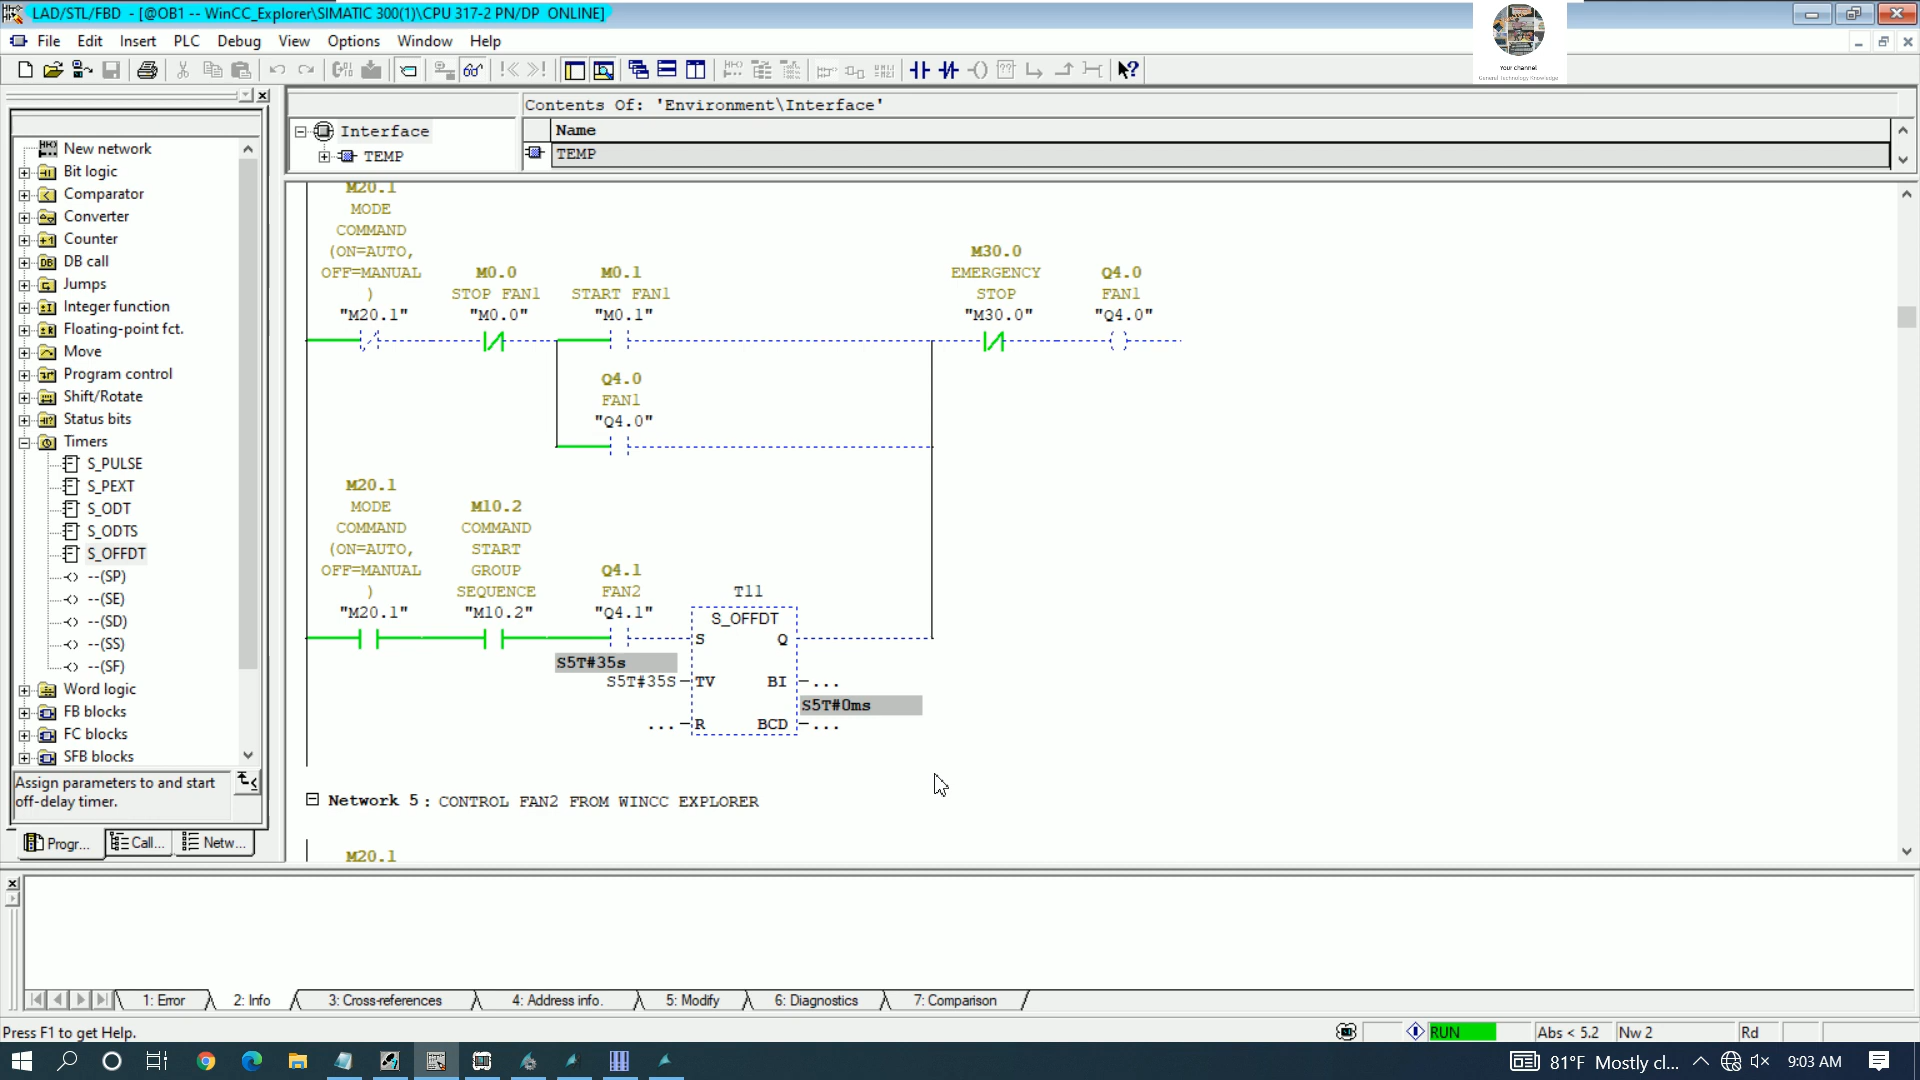 LAD/STL/FBD - [@OB1 -- WinCC_Explorer\SIMATIC 300(1)\CPU 317-2 PN/DP ONLINE]
File Edit Insert PLC Debug View Options Window Help
Your channel
General Technology Knowledge
New network
Bit logic
Comparator
Converter
Counter
DB call
Jumps
Integer function
Floating-point fct.
Move
Program control
Shift/Rotate
Status bits
Timers
S_PULSE
S_PEXT
S_ODT
S_ODTS
S_OFFDT
--(SP)
--(SE)
--(SD)
--(SS)
--(SF)
Word logic
FB blocks
FC blocks
SFB blocks
Assign parameters to and start
off-delay timer.
Progr... Call... Netw...
Contents Of: 'Environment\Interface'
Interface
TEMP
Name
TEMP
M20.1
MODE
COMMAND
(ON=AUTO,
OFF=MANUAL
)
"M20.1"
M0.0
STOP FAN1
"M0.0"
M0.1
START FAN1
"M0.1"
M30.0
EMERGENCY
STOP
"M30.0"
Q4.0
FAN1
"Q4.0"
Q4.0
FAN1
"Q4.0"
M20.1
MODE
COMMAND
(ON=AUTO,
OFF=MANUAL
)
"M20.1"
M10.2
COMMAND
START
GROUP
SEQUENCE
"M10.2"
Q4.1
FAN2
"Q4.1"
T11
S_OFFDT
S Q
S5T#35s
S5T#35S TV BI ...
S5T#0ms
... R BCD ...
Network 5 : CONTROL FAN2 FROM WINCC EXPLORER
M20.1
1: Error 2: Info 3: Cross-references 4: Address info. 5: Modify 6: Diagnostics 7: Comparison
Press F1 to get Help.
RUN Abs < 5.2 Nw 2 Rd
81°F Mostly cl... 9:03 AM